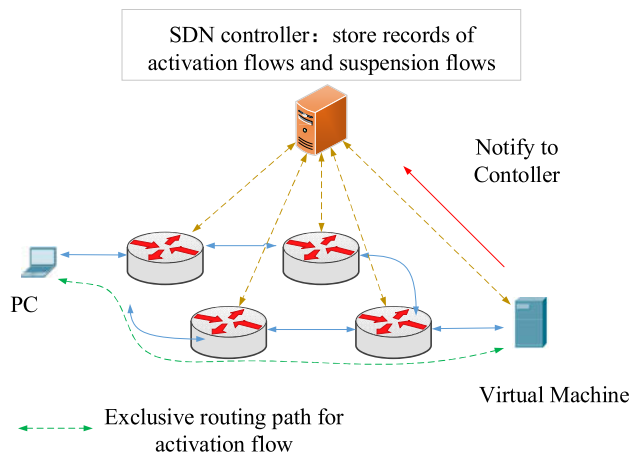 SDN controller：store records of
activation flows and suspension flows
Notify to
Contoller
PC
Virtual Machine
Exclusive routing path for
activation flow